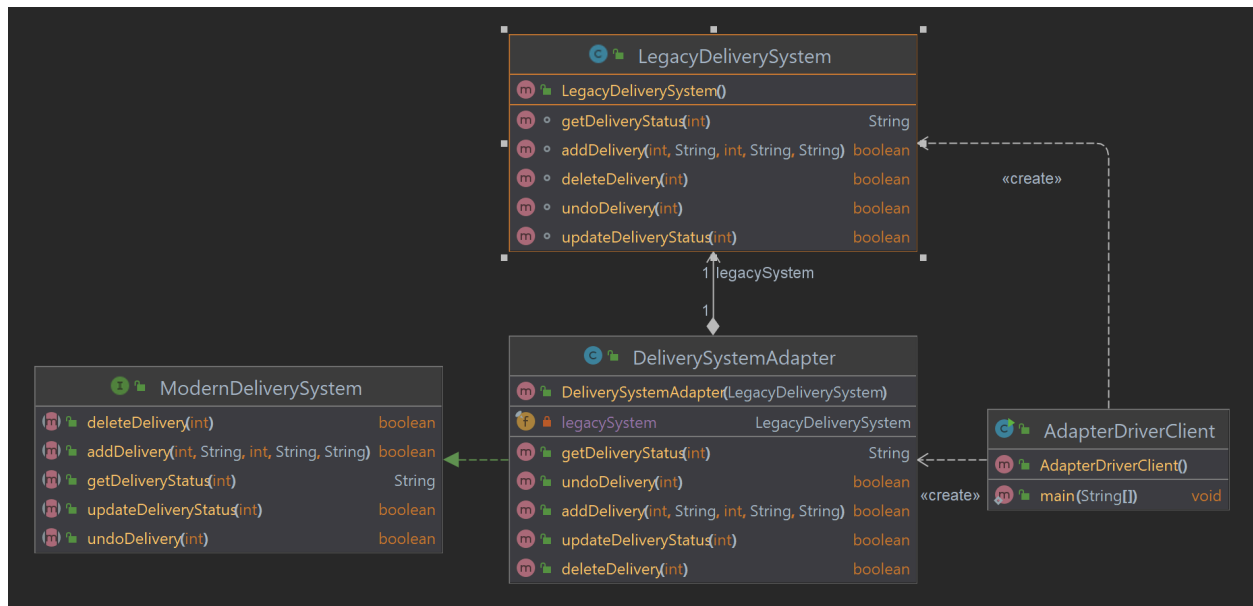 LegacyDeliverySystem
LegacyDeliverySystem()
getDeliveryStatus(int) String
addDelivery(int, String, int, String, String) boolean
deleteDelivery(int) boolean
undoDelivery(int) boolean
updateDeliveryStatus(int) boolean
«create»
1 legacySystem
1
DeliverySystemAdapter
DeliverySystemAdapter(LegacyDeliverySystem)
legacySystem LegacyDeliverySystem
getDeliveryStatus(int) String
undoDelivery(int) boolean
addDelivery(int, String, int, String, String) boolean
updateDeliveryStatus(int) boolean
deleteDelivery(int) boolean
ModernDeliverySystem
deleteDelivery(int) boolean
addDelivery(int, String, int, String, String) boolean
getDeliveryStatus(int) String
updateDeliveryStatus(int) boolean
undoDelivery(int) boolean
«create»
AdapterDriverClient
AdapterDriverClient()
main(String[]) void